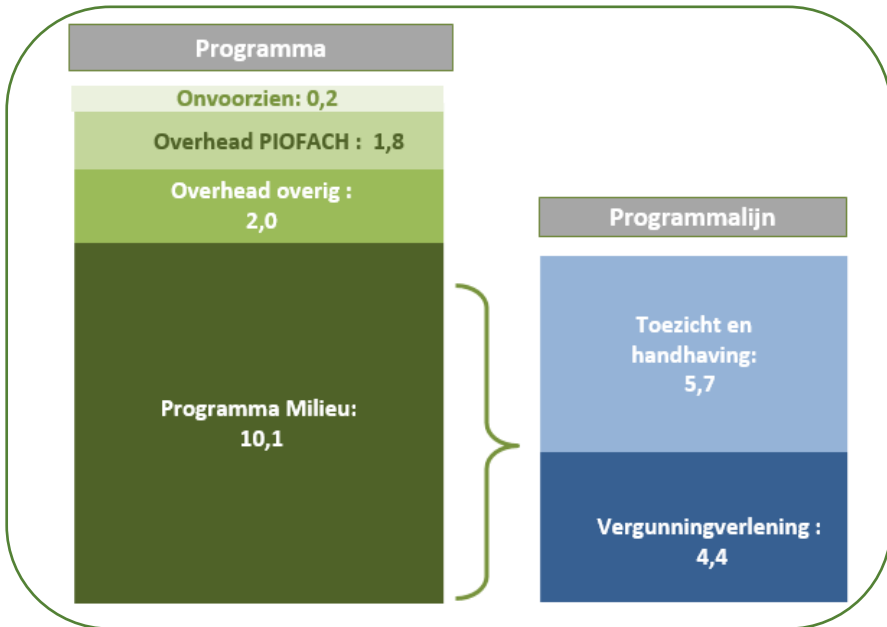 Programma
Onvoorzien: 0,2
Overhead PIOFACH : 1,8
Overhead overig :
2,0
Programma Milieu:
10,1
Programmalijn
Toezicht en
handhaving:
5,7
Vergunningverlening :
4,4